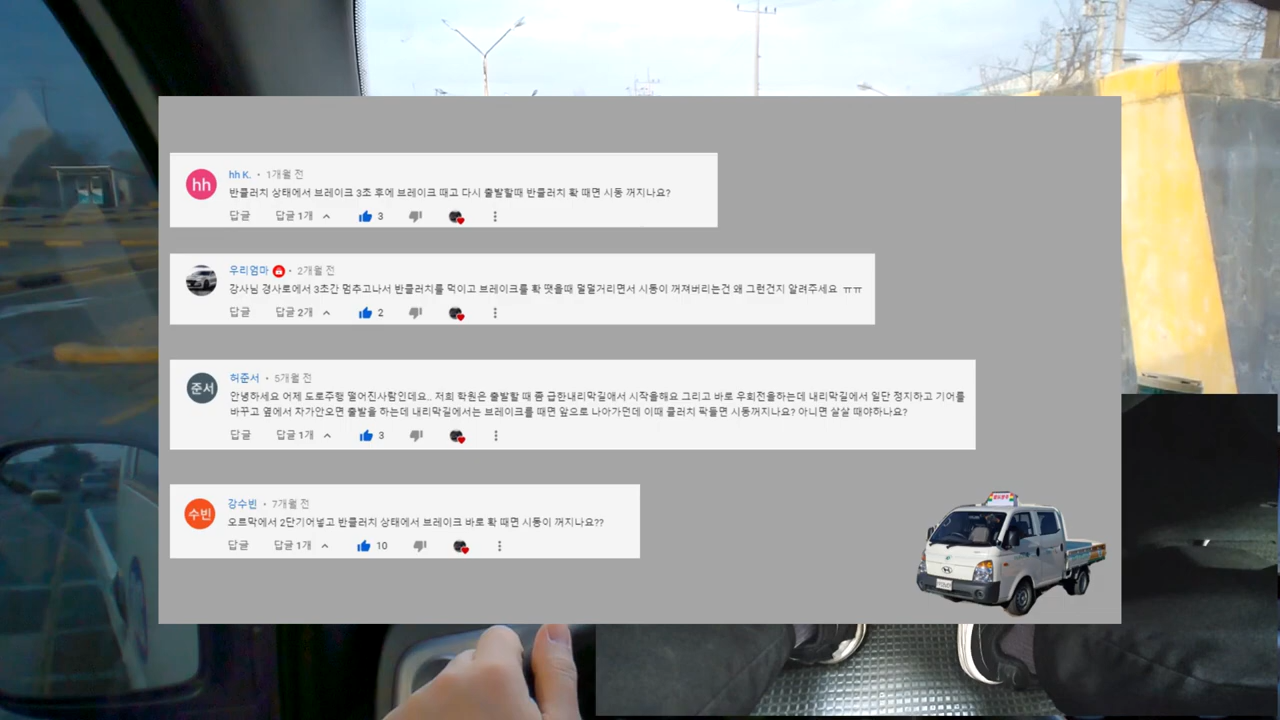 hh
hh K. · 1개월 전
반클러치 상태에서 브레이크 3초 후에 브레이크 때고 다시 출발할때 반클러치 확 때면 시동 꺼지나요?
답글 답글 1개 3
우리엄마 · 2개월 전
강사님 경사로에서 3초간 멈추고나서 반클러치를 먹이고 브레이크를 확 뗏을때 덜덜거리면서 시동이 꺼져버리는건 왜 그런건지 알려주세요 ㅠㅠ
답글 답글 2개 2
준서
허준서 · 5개월 전
안녕하세요 어제 도로주행 떨어진사람인데요.. 저희 학원은 출발할 때 쫌 급한내리막길에서 시작을해요 그리고 바로 우회전을하는데 내리막길에서 일단 정지하고 기어를
바꾸고 옆에서 차가안오면 출발을 하는데 내리막길에서는 브레이크를 때면 앞으로 나아가던데 이때 클러치 확놓면 시동꺼지나요? 아니면 살살 때야하나요?
답글 답글 1개 3
수빈
강수빈 · 7개월 전
오르막에서 2단기어넣고 반클러치 상태에서 브레이크 바로 확 때면 시동이 꺼지나요??
답글 답글 1개 10